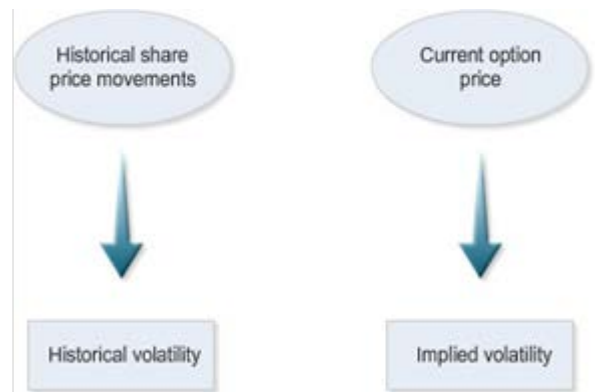 Historical share
price movements
Current option
price
Historical volatility
Implied volatility